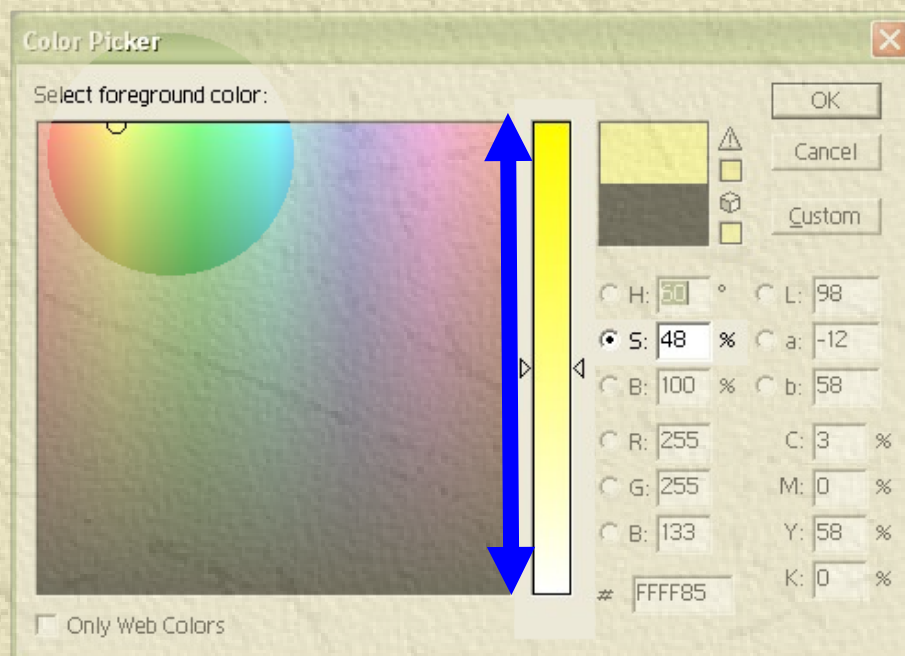 Color Picker
Select foreground color:
OK
Cancel
Custom
H: 60 °
S: 48 %
B: 100 %
L: 98
a: -12
b: 58
R: 255
G: 255
B: 133
C: 3 %
M: 0 %
Y: 58 %
K: 0 %
# FFFF85
Only Web Colors